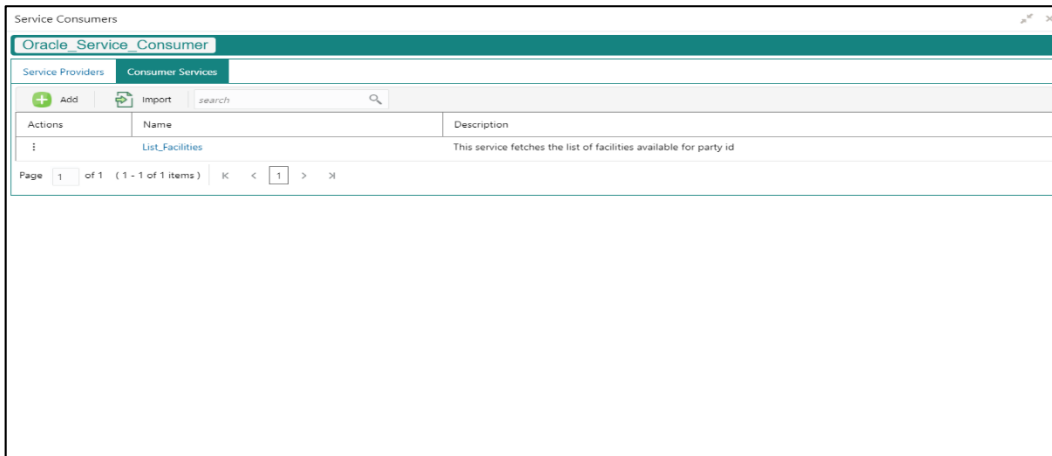 Service Consumers
Oracle_Service_Consumer
Service Providers Consumer Services
Add Import search
Actions Name Description
List_Facilities This service fetches the list of facilities available for party id
Page 1 of 1 (1 - 1 of 1 items) 1